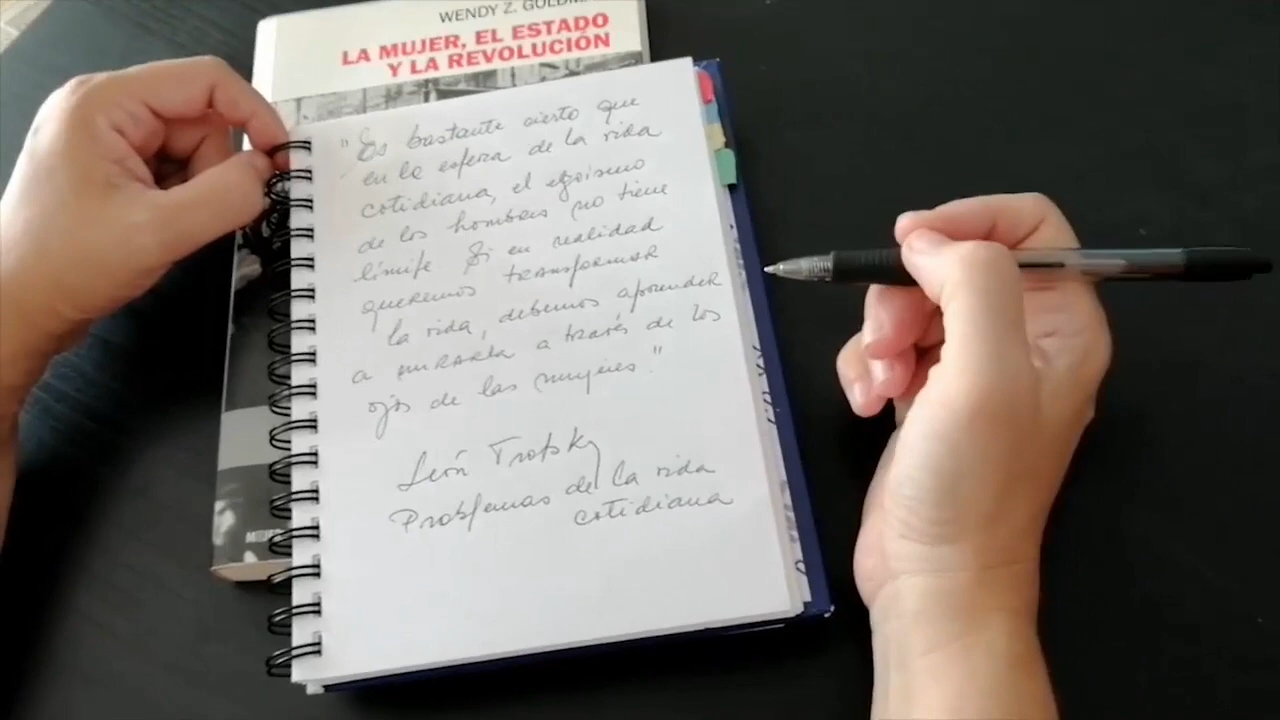 WENDY Z. GOLDMA
LA MUJER, EL ESTADO
Y LA REVOLUCIÓN
"Es bastante cierto que
en la esfera de la vida
cotidiana, el egoísmo
de los hombres no tiene
límite Si en realidad
queremos TRANSFORMAR
la vida, debemos aprender
a mirarla a través de los
ojos de las mujeres."
León Trotsky
Problemas de la vida
cotidiana